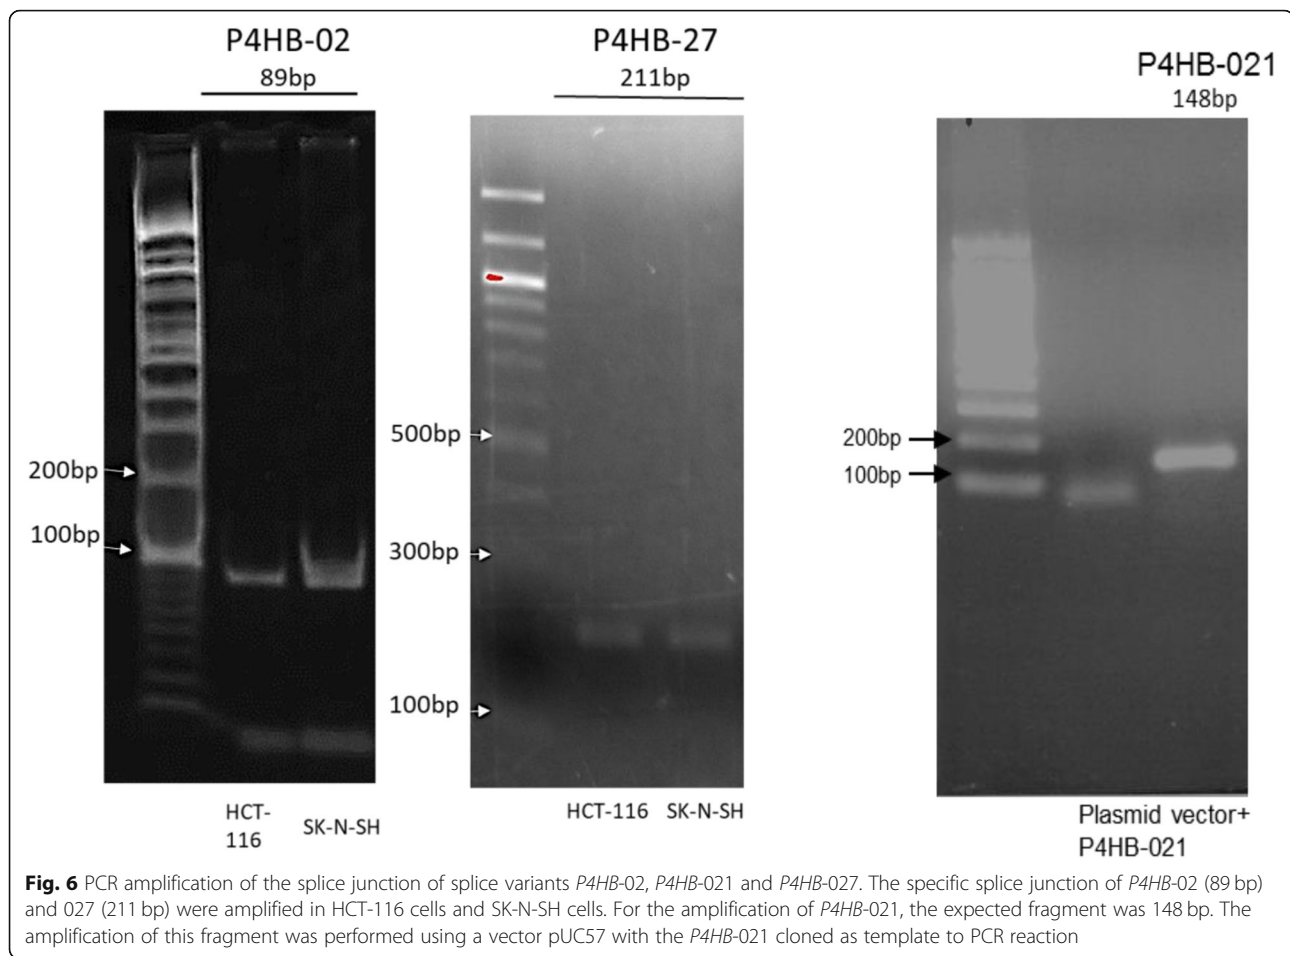 P4HB-02
89bp
P4HB-27
211bp
P4HB-021
148bp
200bp
100bp
500bp
300bp
100bp
200bp
100bp
HCT-
116
SK-N-SH
HCT-116
SK-N-SH
Plasmid vector+
P4HB-021
Fig. 6 PCR amplification of the splice junction of splice variants P4HB-02, P4HB-021 and P4HB-027. The specific splice junction of P4HB-02 (89 bp)
and 027 (211 bp) were amplified in HCT-116 cells and SK-N-SH cells. For the amplification of P4HB-021, the expected fragment was 148 bp. The
amplification of this fragment was performed using a vector pUC57 with the P4HB-021 cloned as template to PCR reaction